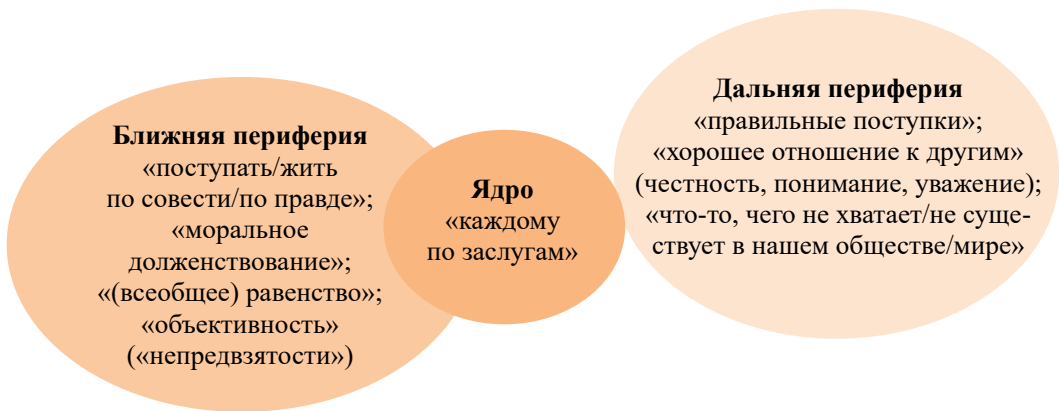 Ближняя периферия
«поступать/жить
по совести/по правде»;
«моральное
долженствование»;
«(всеобщее) равенство»;
«объективность»
(«непредвзятости»)
Ядро
«каждому
по заслугам»
Дальняя периферия
«правильные поступки»;
«хорошее отношение к другим»
(честность, понимание, уважение);
«что-то, чего не хватает/не суще-
ствует в нашем обществе/мире»